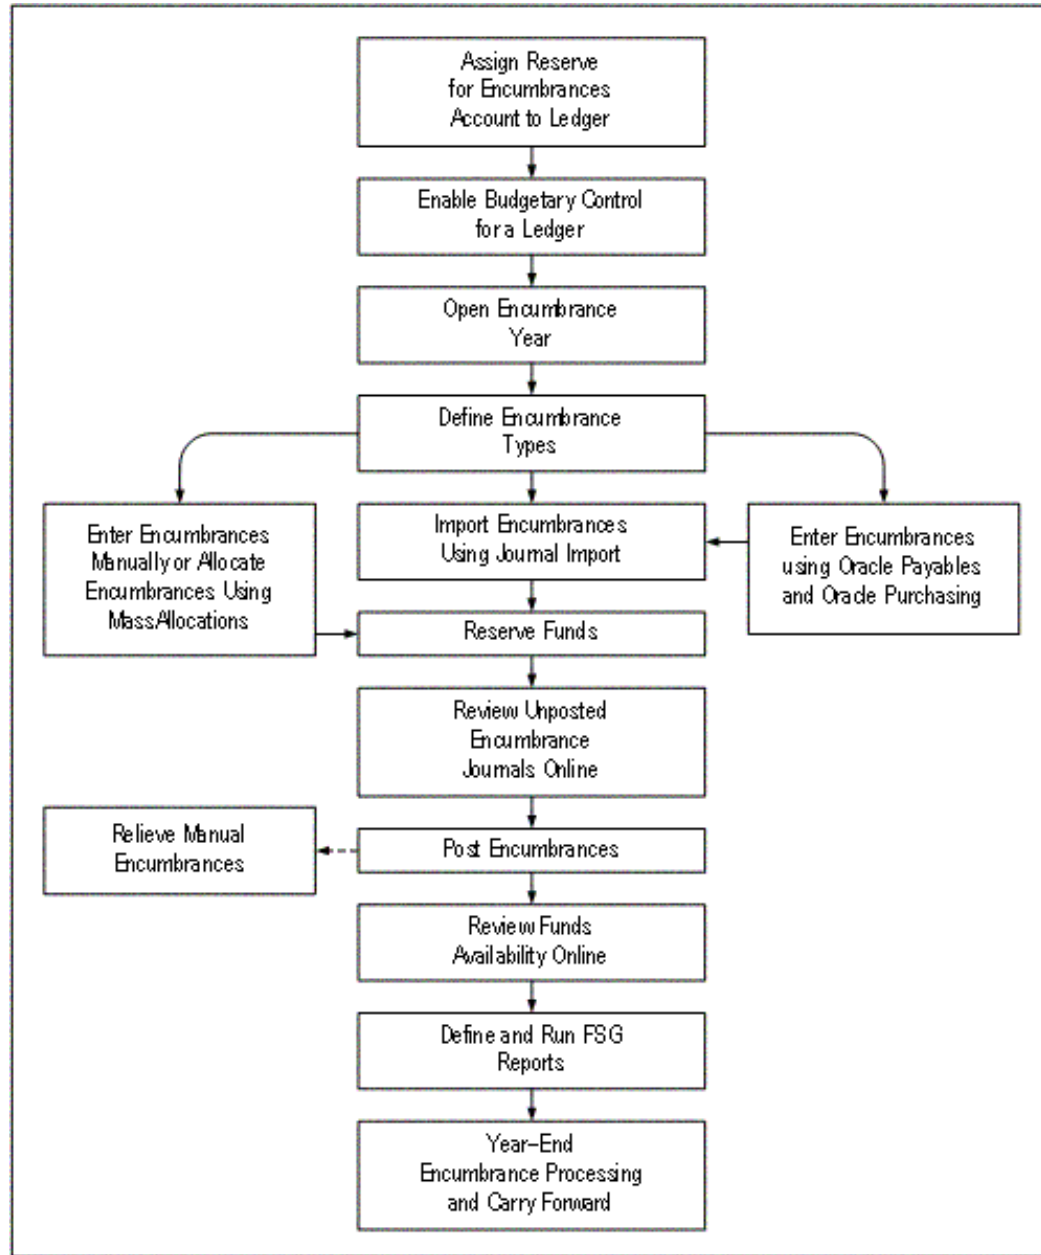 Assign Reserve
for Encumbrances
Account to Ledger
Enable Budgetary Control
for a Ledger
Open Encumbrance
Year
Define Encumbrance
Types
Enter Encumbrances
Manually or Allocate
Encumbrances Using
MassAllocations
Import Encumbrances
Using Journal Import
Enter Encumbrances
using Oracle Payables
and Oracle Purchasing
Reserve Funds
Review Unposted
Encumbrance
Journals Online
Relieve Manual
Encumbrances
Post Encumbrances
Review Funds
Availability Online
Define and Run FSG
Reports
Year-End
Encumbrance Processing
and Carry Forward